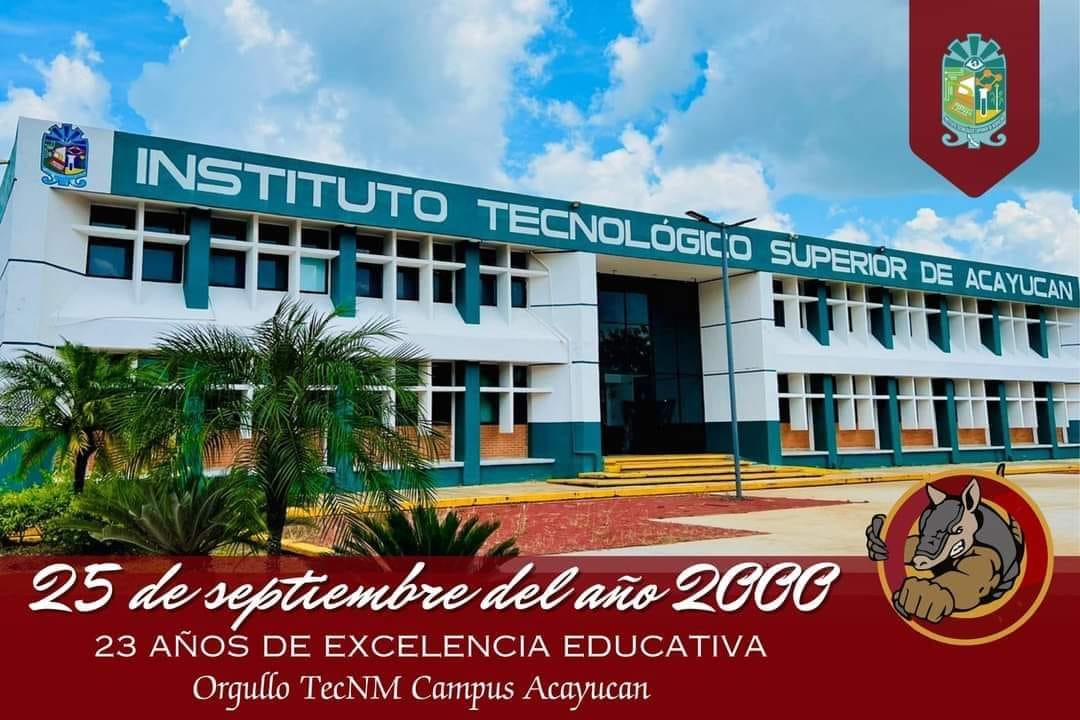 INSTITUTO TECNOLÓGICO SUPERIOR DE ACAYUCAN
25 de septiembre del año 2000
23 AÑOS DE EXCELENCIA EDUCATIVA
Orgullo TecNM Campus Acayucan